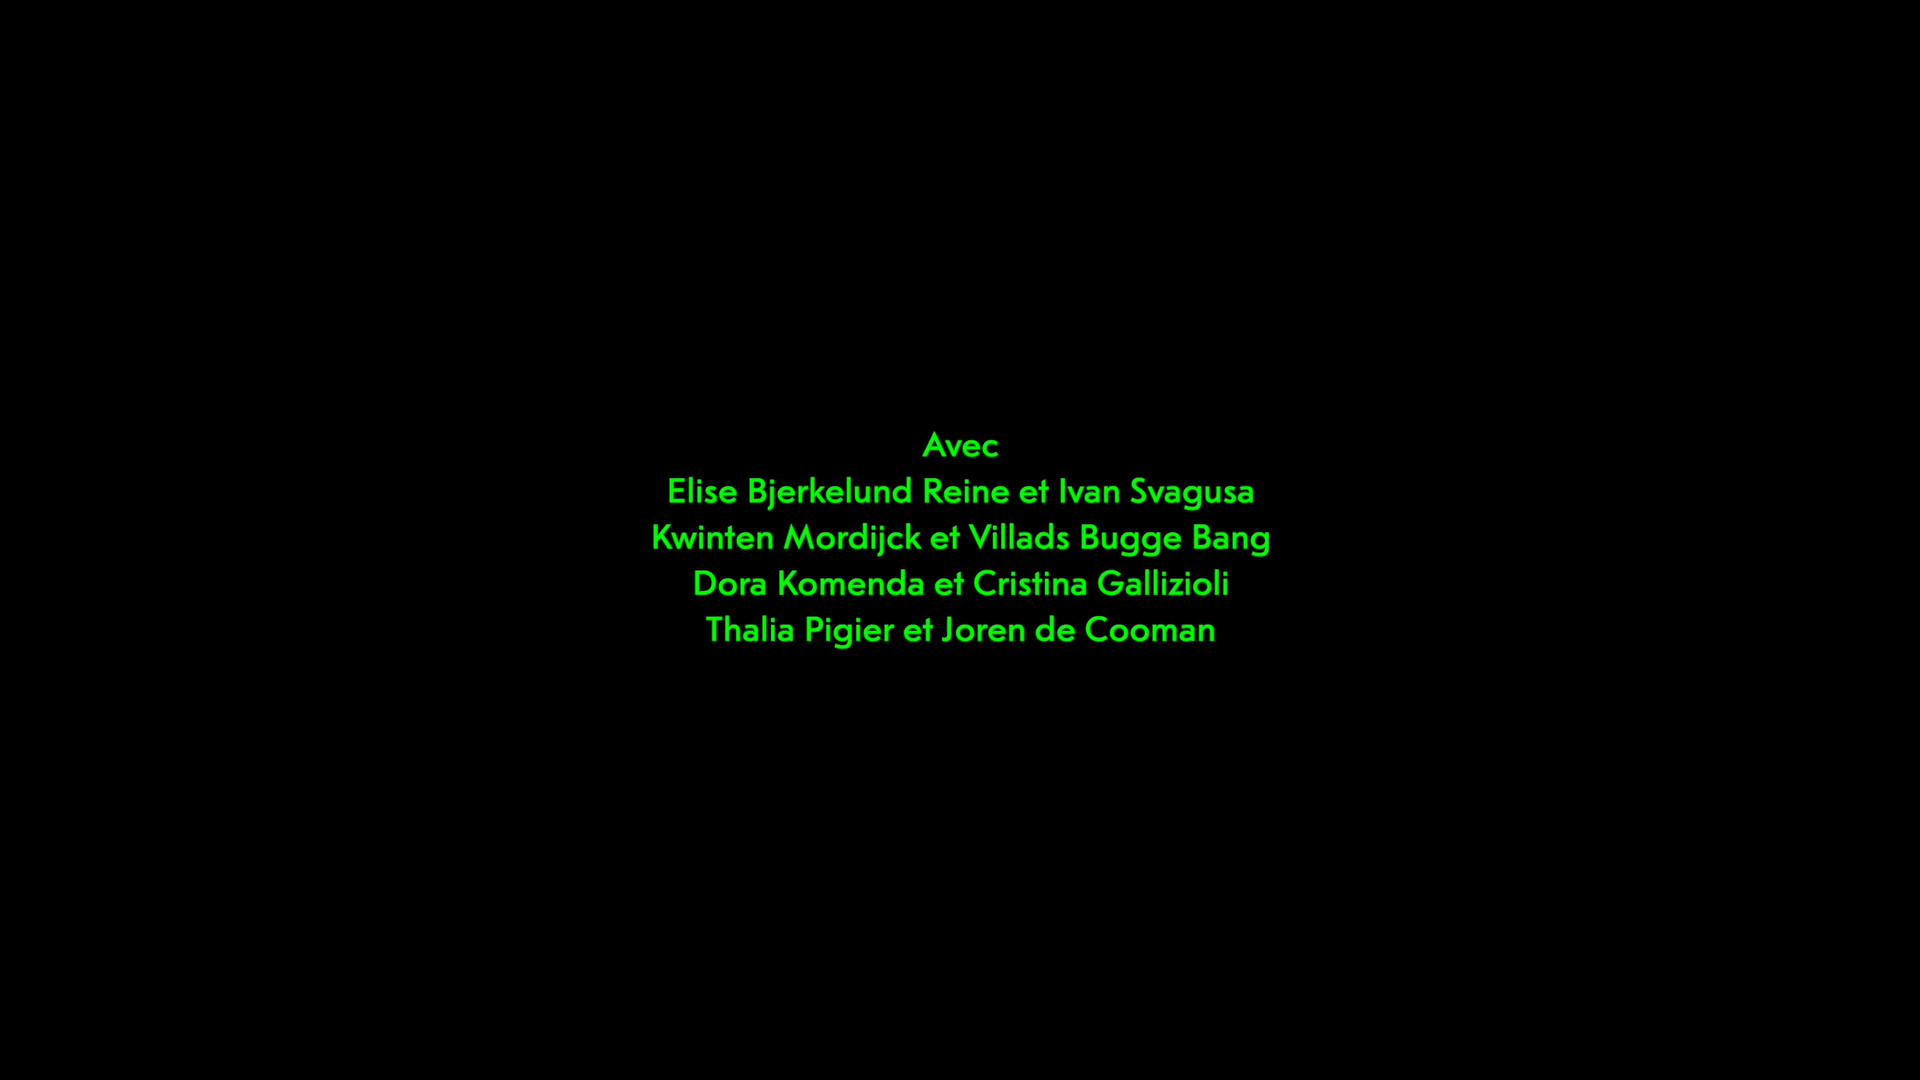 Avec
Elise Bjerkelund Reine et Ivan Svagusa
Kwinten Mordijck et Villads Bugge Bang
Dora Komenda et Cristina Gallizioli
Thalia Pigier et Joren de Cooman